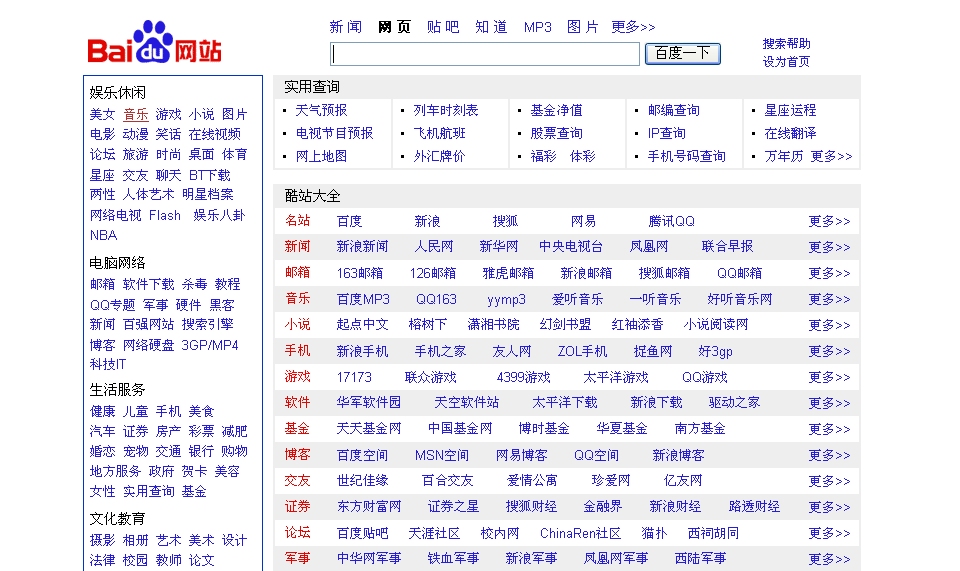 Bai du 网站
新闻 网页 贴吧 知道 MP3 图片 更多>>
百度一下
搜索帮助
设为首页
娱乐休闲
美女 音乐 游戏 小说 图片
电影 动漫 笑话 在线视频
论坛 旅游 时尚 桌面 体育
星座 交友 聊天 BT下载
两性 人体艺术 明星档案
网络电视 Flash 娱乐八卦
NBA
电脑网络
邮箱 软件下载 杀毒 教程
QQ专题 军事 硬件 黑客
新闻 百强网站 搜索引擎
博客 网络硬盘 3GP/MP4
科技IT
生活服务
健康 儿童 手机 美食
汽车 证券 房产 彩票 减肥
婚恋 宠物 交通 银行 购物
地方服务 政府 贺卡 美容
女性 实用查询 基金
文化教育
摄影 相册 艺术 美术 设计
法律 校园 教师 论文
实用查询
天气预报 列车时刻表 基金净值 邮编查询 星座运程
电视节目预报 飞机航班 股票查询 IP查询 在线翻译
网上地图 外汇牌价 福彩 体彩 手机号码查询 万年历 更多>>
酷站大全
名站 百度 新浪 搜狐 网易 腾讯QQ 更多>>
新闻 新浪新闻 人民网 新华网 中央电视台 凤凰网 联合早报 更多>>
邮箱 163邮箱 126邮箱 雅虎邮箱 新浪邮箱 搜狐邮箱 QQ邮箱 更多>>
音乐 百度MP3 QQ163 yymp3 爱听音乐 一听音乐 好听音乐网 更多>>
小说 起点中文 榕树下 潇湘书院 幻剑书盟 红袖添香 小说阅读网 更多>>
手机 新浪手机 手机之家 友人网 ZOL手机 捉鱼网 好3gp 更多>>
游戏 17173 联众游戏 4399游戏 太平洋游戏 QQ游戏 更多>>
软件 华军软件园 天空软件站 太平洋下载 新浪下载 驱动之家 更多>>
基金 天天基金网 中国基金网 博时基金 华夏基金 南方基金 更多>>
博客 百度空间 MSN空间 网易博客 QQ空间 新浪博客 更多>>
交友 世纪佳缘 百合交友 爱情公寓 珍爱网 亿友网 更多>>
证券 东方财富网 证券之星 搜狐财经 金融界 新浪财经 路透财经 更多>>
论坛 百度贴吧 天涯社区 校内网 ChinaRen社区 猫扑 西祠胡同 更多>>
军事 中华网军事 铁血军事 新浪军事 凤凰网军事 西陆军事 更多>>